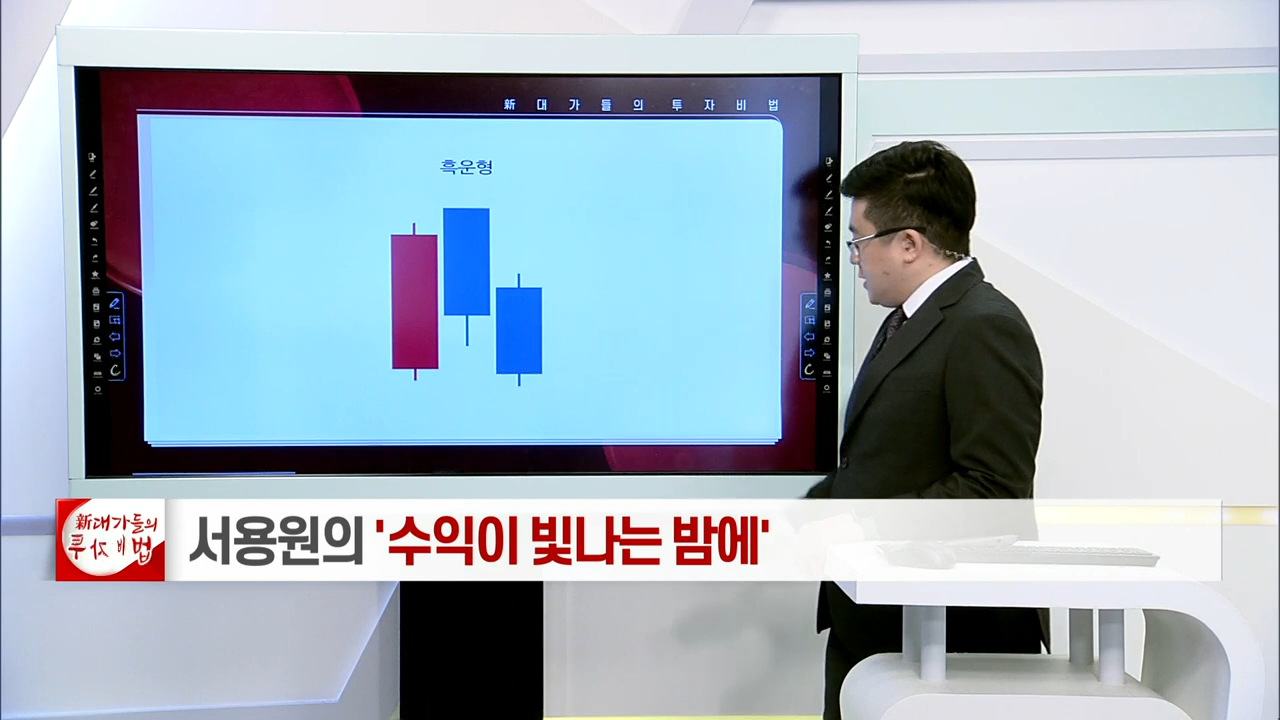 新 대 가 들 의 투 자 비 법
흑운형
新대가들의
투자비법
서용원의 '수익이 빛나는 밤에'